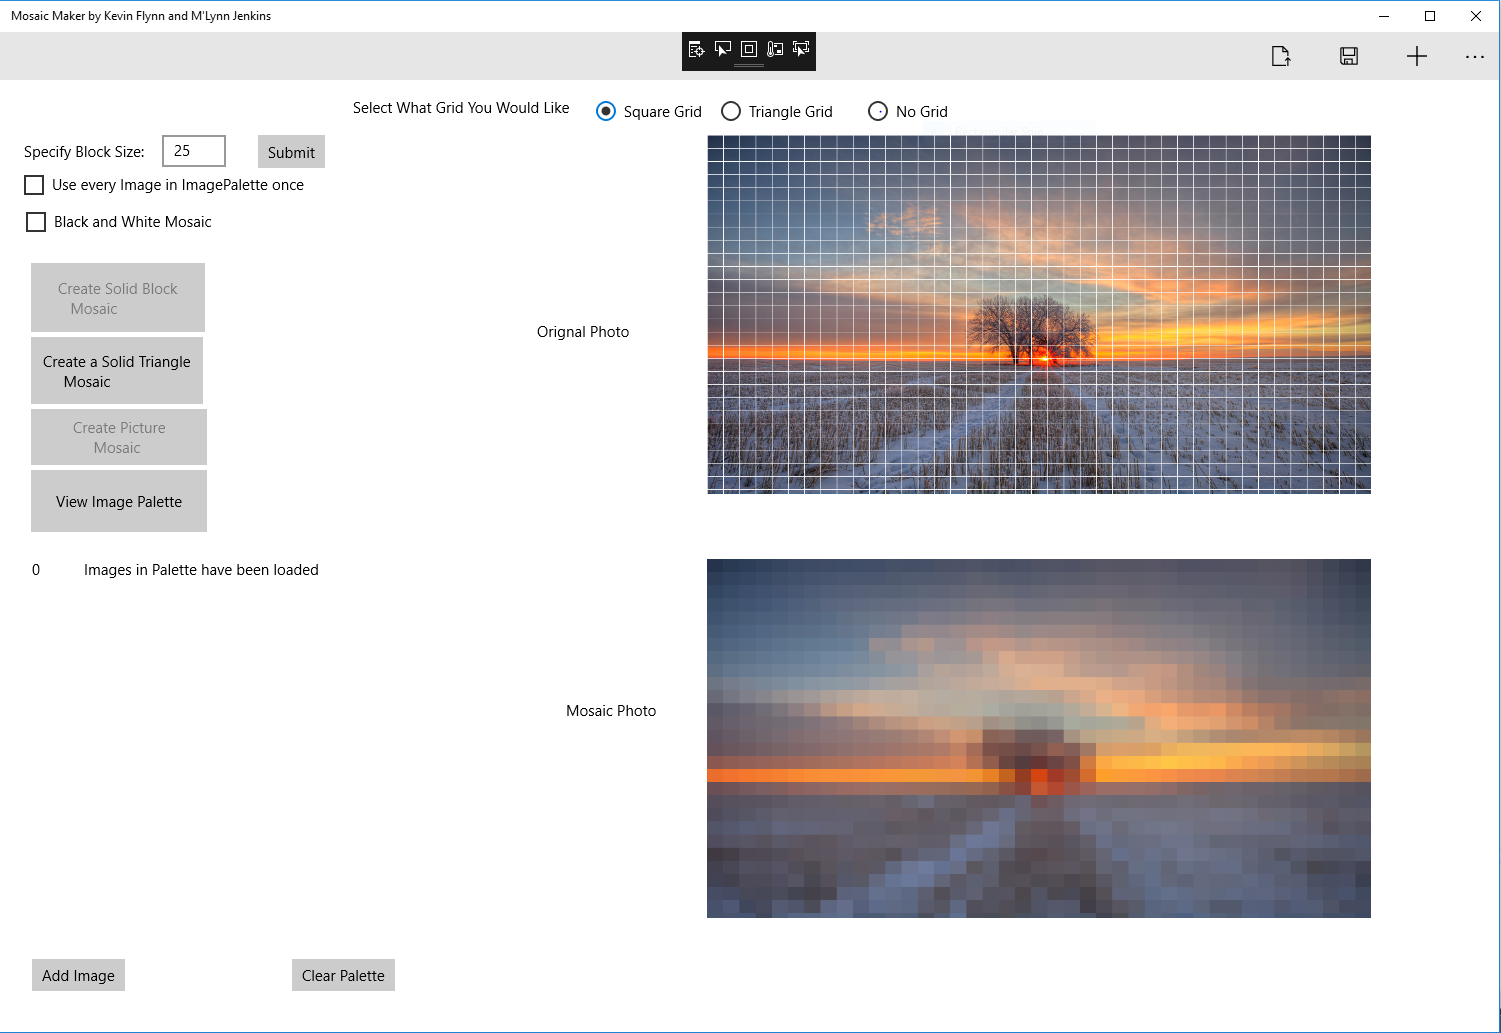 Mosaic Maker by Kevin Flynn and M'Lynn Jenkins
Select What Grid You Would Like
Square Grid
Triangle Grid
No Grid
Specify Block Size:
25
Submit
Use every Image in ImagePalette once
Black and White Mosaic
Create Solid Block
Mosaic
Create a Solid Triangle
Mosaic
Create Picture
Mosaic
View Image Palette
Orignal Photo
0
Images in Palette have been loaded
Mosaic Photo
Add Image
Clear Palette